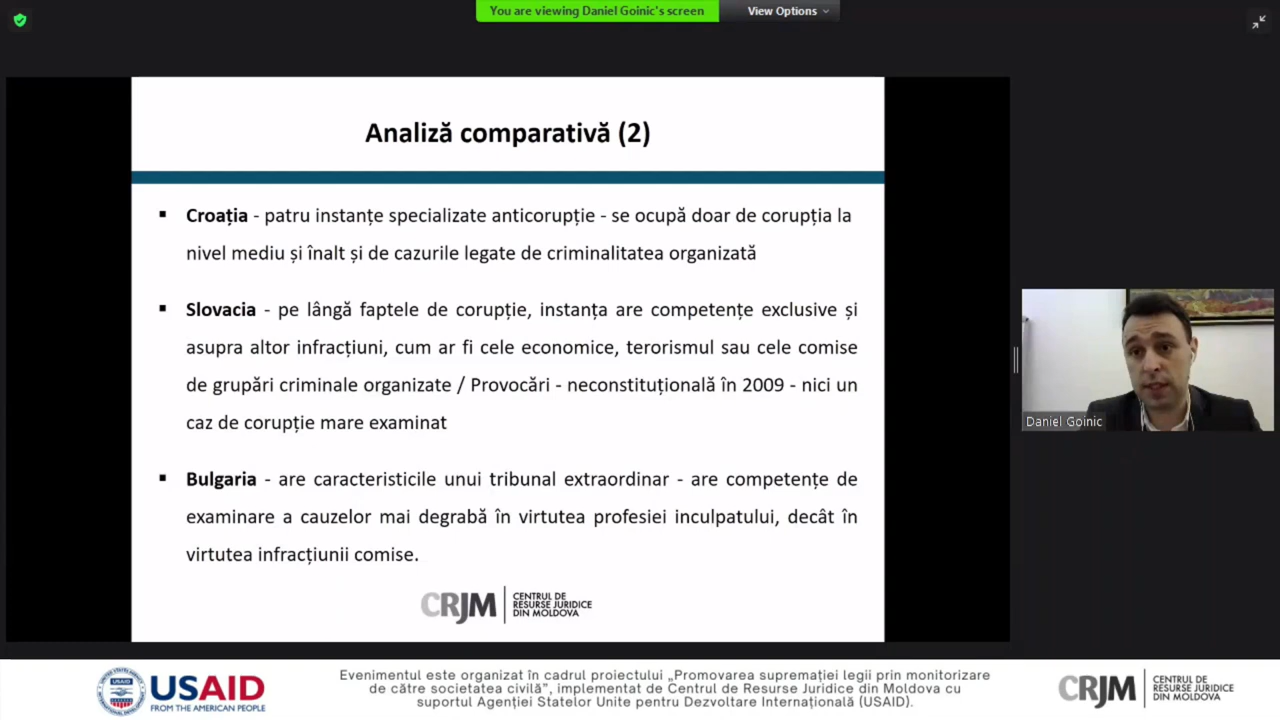 You are viewing Daniel Goinic's screen
View Options
Analiză comparativă (2)
▪ Croația - patru instanțe specializate anticorupție - se ocupă doar de corupția la
nivel mediu și înalt și de cazurile legate de criminalitatea organizată
▪ Slovacia - pe lângă faptele de corupție, instanța are competențe exclusive și
asupra altor infracțiuni, cum ar fi cele economice, terorismul sau cele comise
de grupări criminale organizate / Provocări - neconstituțională în 2009 - nici un
caz de corupție mare examinat
▪ Bulgaria - are caracteristicile unui tribunal extraordinar - are competențe de
examinare a cauzelor mai degrabă în virtutea profesiei inculpatului, decât în
virtutea infracțiunii comise.
CRJM
CENTRUL DE
RESURSE JURIDICE
DIN MOLDOVA
Daniel Goinic
USAID
FROM THE AMERICAN PEOPLE
Evenimentul este organizat în cadrul proiectului „Promovarea supremației legii prin monitorizare
de către societatea civilă”, implementat de Centrul de Resurse Juridice din Moldova cu
suportul Agenției Statelor Unite pentru Dezvoltare Internațională (USAID).
CRJM
CENTRUL DE
RESURSE JURIDICE
DIN MOLDOVA